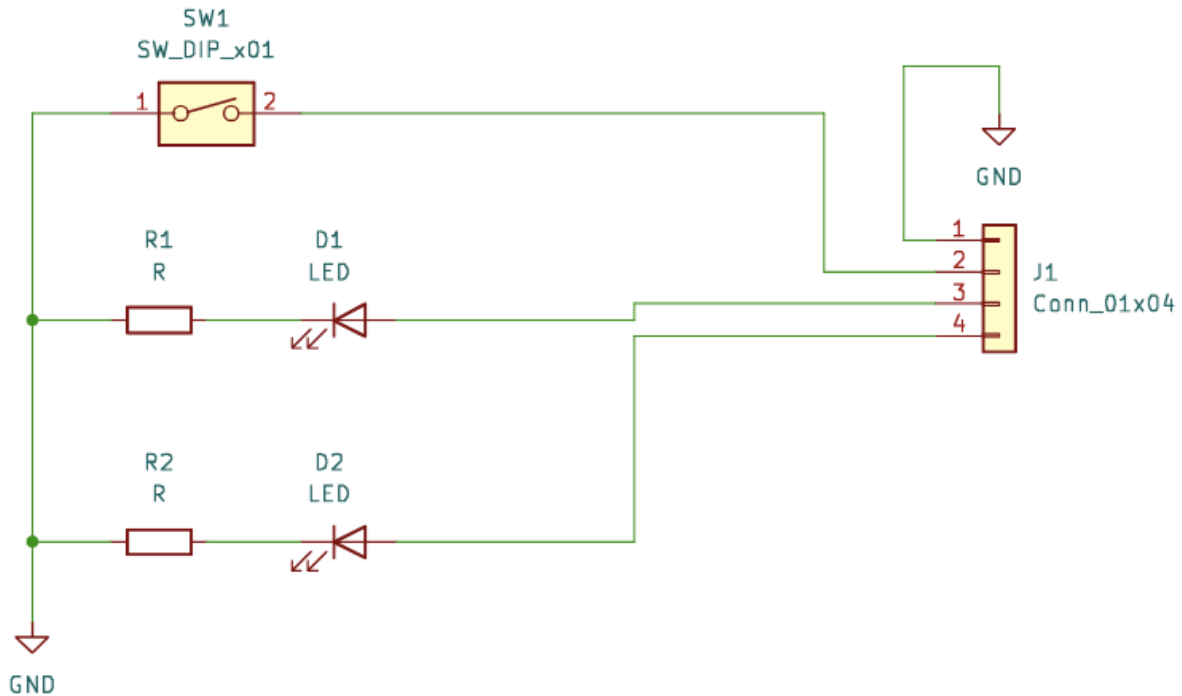 SW1
SW_DIP_x01
1 2
GND
1
2
3
4
J1
Conn_01x04
R1
R
D1
LED
R2
R
D2
LED
GND